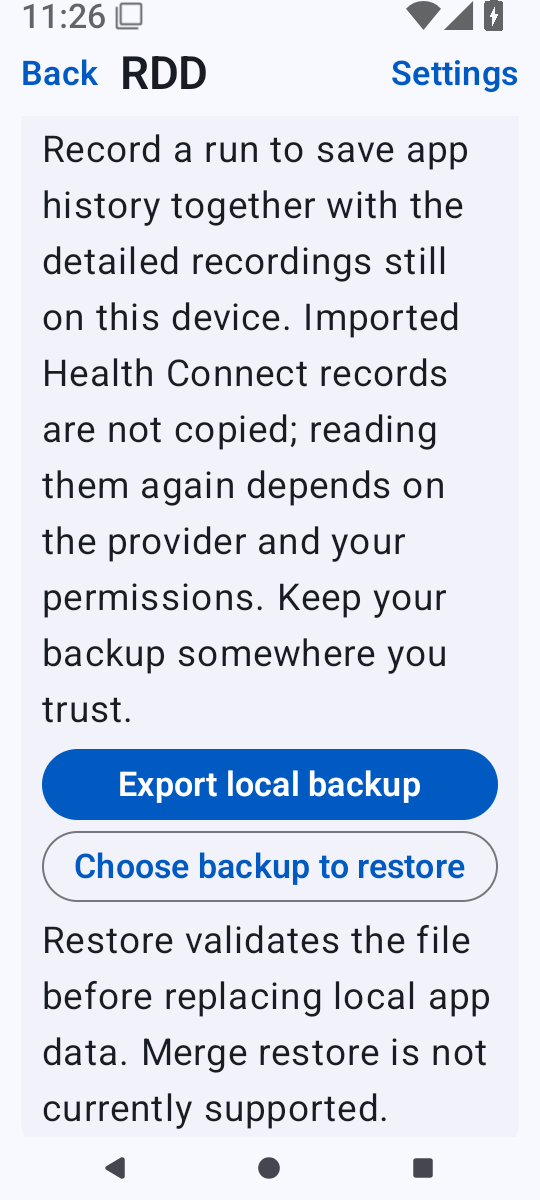 11:26
Back RDD Settings
Record a run to save app
history together with the
detailed recordings still
on this device. Imported
Health Connect records
are not copied; reading
them again depends on
the provider and your
permissions. Keep your
backup somewhere you
trust.
Export local backup
Choose backup to restore
Restore validates the file
before replacing local app
data. Merge restore is not
currently supported.